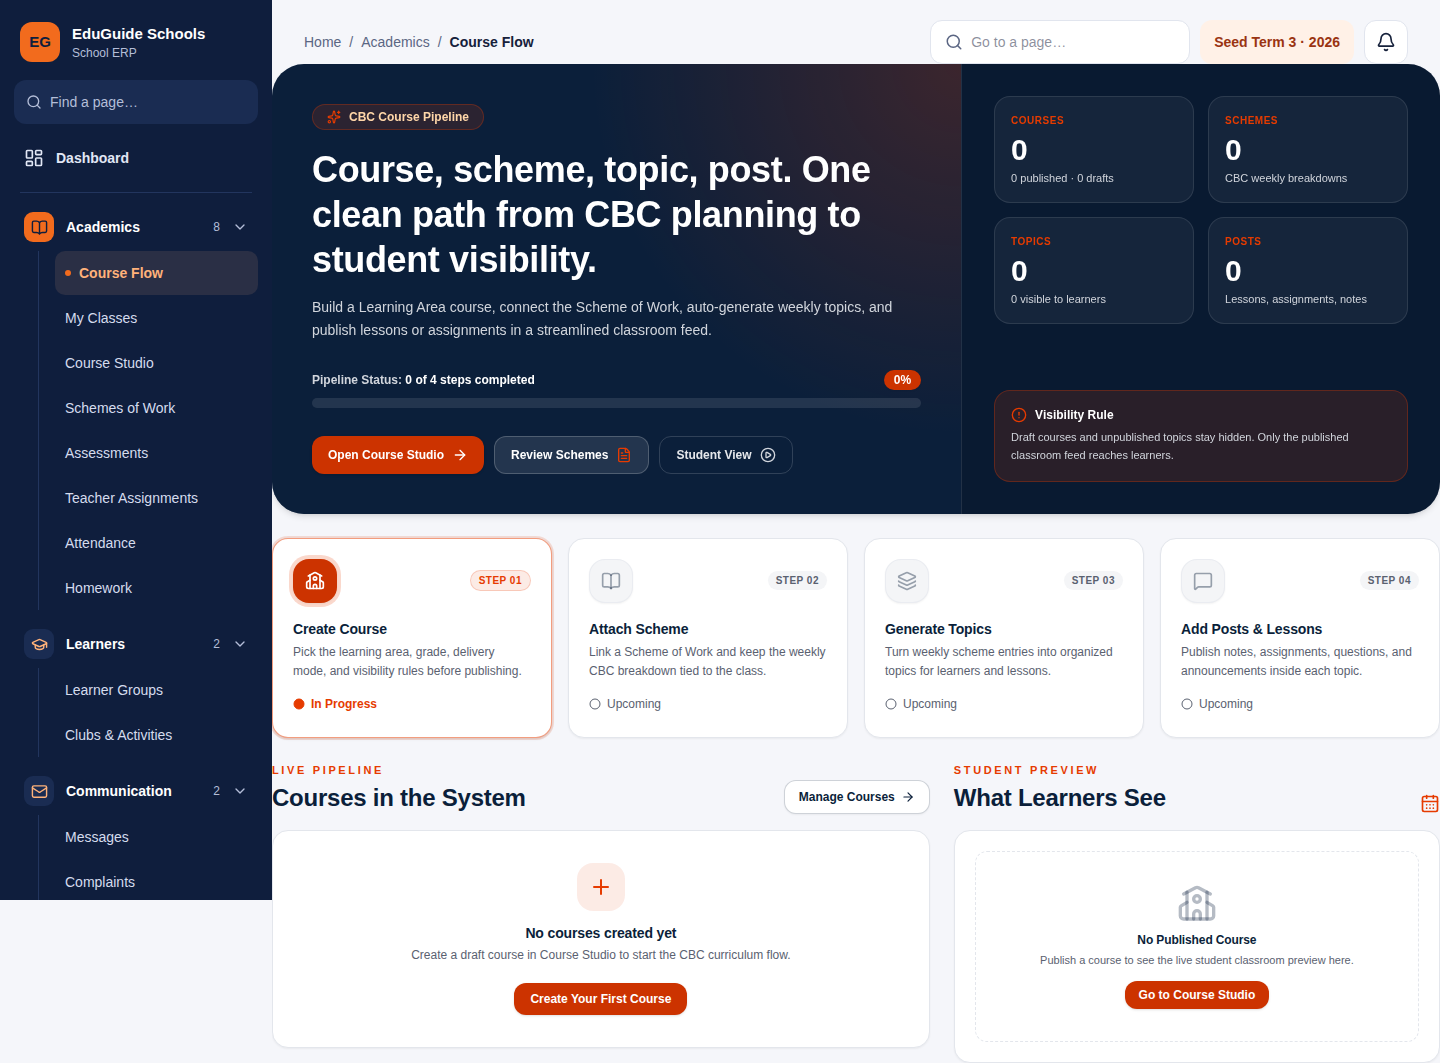 EG
EduGuide Schools
School ERP
Find a page…
Dashboard
Academics 8
Course Flow
My Classes
Course Studio
Schemes of Work
Assessments
Teacher Assignments
Attendance
Homework
Learners 2
Learner Groups
Clubs & Activities
Communication 2
Messages
Complaints
Home / Academics / Course Flow
Go to a page…
Seed Term 3 · 2026
CBC Course Pipeline
Course, scheme, topic, post. One
clean path from CBC planning to
student visibility.
Build a Learning Area course, connect the Scheme of Work, auto-generate weekly topics, and
publish lessons or assignments in a streamlined classroom feed.
Pipeline Status: 0 of 4 steps completed
0%
Open Course Studio
Review Schemes
Student View
COURSES
0
0 published · 0 drafts
SCHEMES
0
CBC weekly breakdowns
TOPICS
0
0 visible to learners
POSTS
0
Lessons, assignments, notes
Visibility Rule
Draft courses and unpublished topics stay hidden. Only the published
classroom feed reaches learners.
STEP 01
Create Course
Pick the learning area, grade, delivery
mode, and visibility rules before publishing.
In Progress
STEP 02
Attach Scheme
Link a Scheme of Work and keep the weekly
CBC breakdown tied to the class.
Upcoming
STEP 03
Generate Topics
Turn weekly scheme entries into organized
topics for learners and lessons.
Upcoming
STEP 04
Add Posts & Lessons
Publish notes, assignments, questions, and
announcements inside each topic.
Upcoming
LIVE PIPELINE
Courses in the System
Manage Courses
No courses created yet
Create a draft course in Course Studio to start the CBC curriculum flow.
Create Your First Course
STUDENT PREVIEW
What Learners See
No Published Course
Publish a course to see the live student classroom preview here.
Go to Course Studio